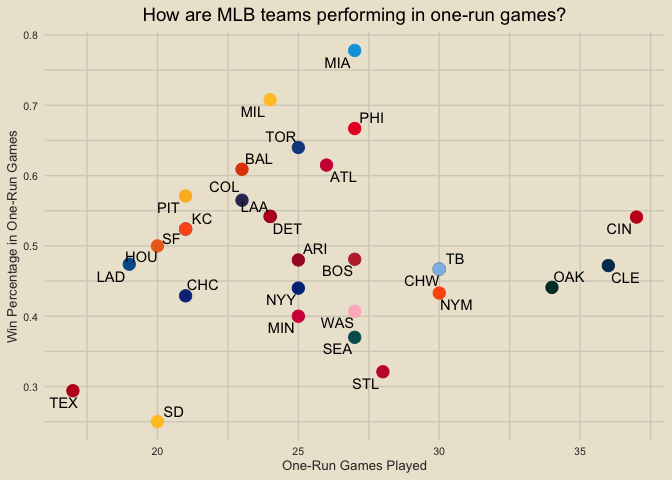 How are MLB teams performing in one-run games?
Win Percentage in One-Run Games
0.8
0.7
0.6
0.5
0.4
0.3
MIA
MIL
PHI
TOR
BAL
ATL
COL
PIT
LAA
KC
DET
CIN
SF
HOU
ARI
LAD
BOS
TB
CHC
CHW
OAK
CLE
NYY
NYM
MIN
WAS
SEA
STL
TEX
SD
20
25
30
35
One-Run Games Played